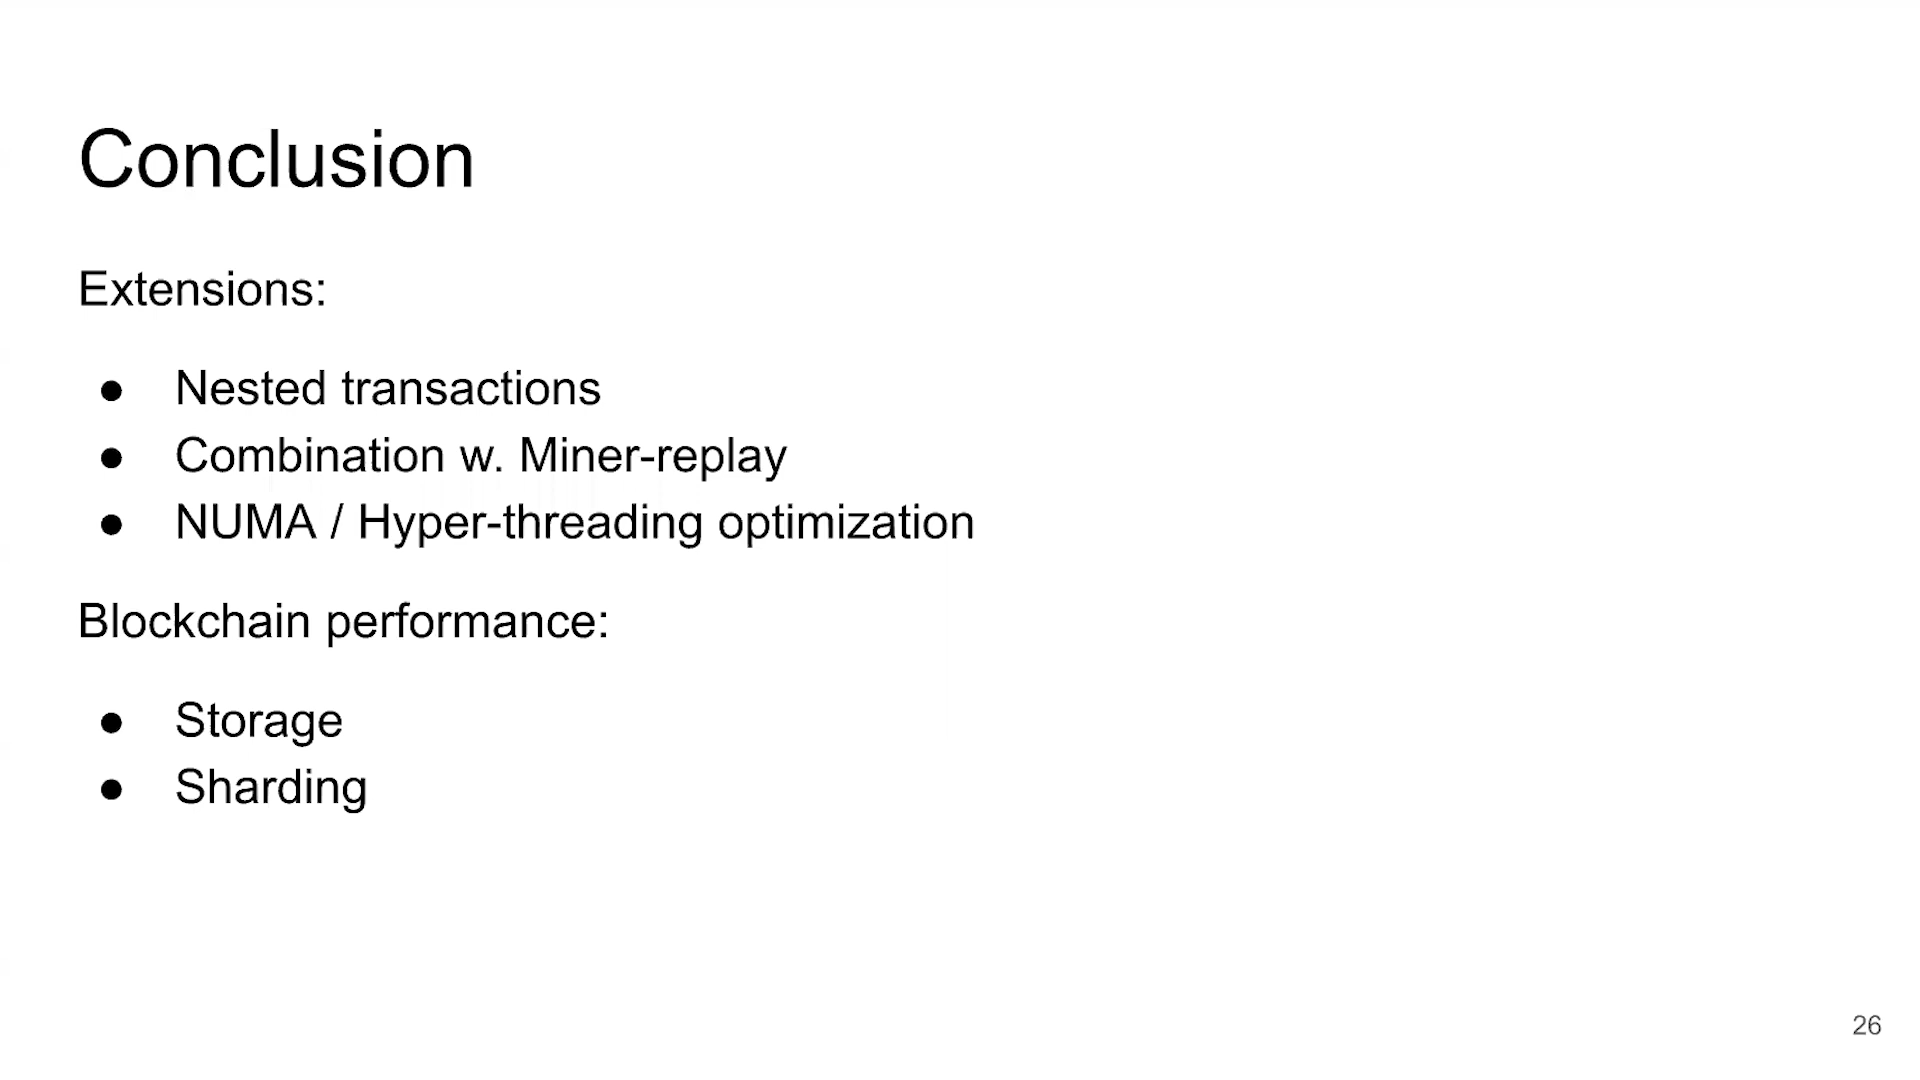 Conclusion
Extensions:
● Nested transactions
● Combination w. Miner-replay
● NUMA / Hyper-threading optimization
Blockchain performance:
● Storage
● Sharding
26